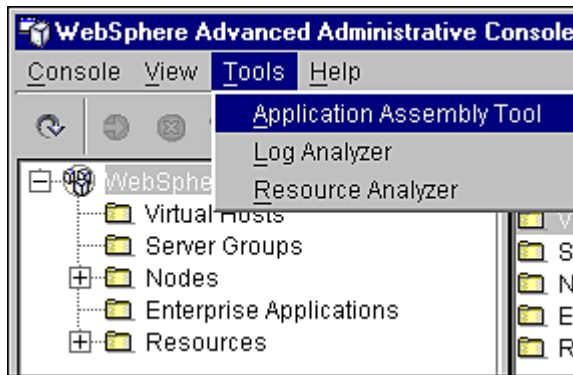 WebSphere Advanced Administrative Console
Console View Tools Help
Application Assembly Tool
Log Analyzer
Resource Analyzer
WebSphe
Virtual Hosts
Server Groups
Nodes
Enterprise Applications
Resources
V
S
N
E
R